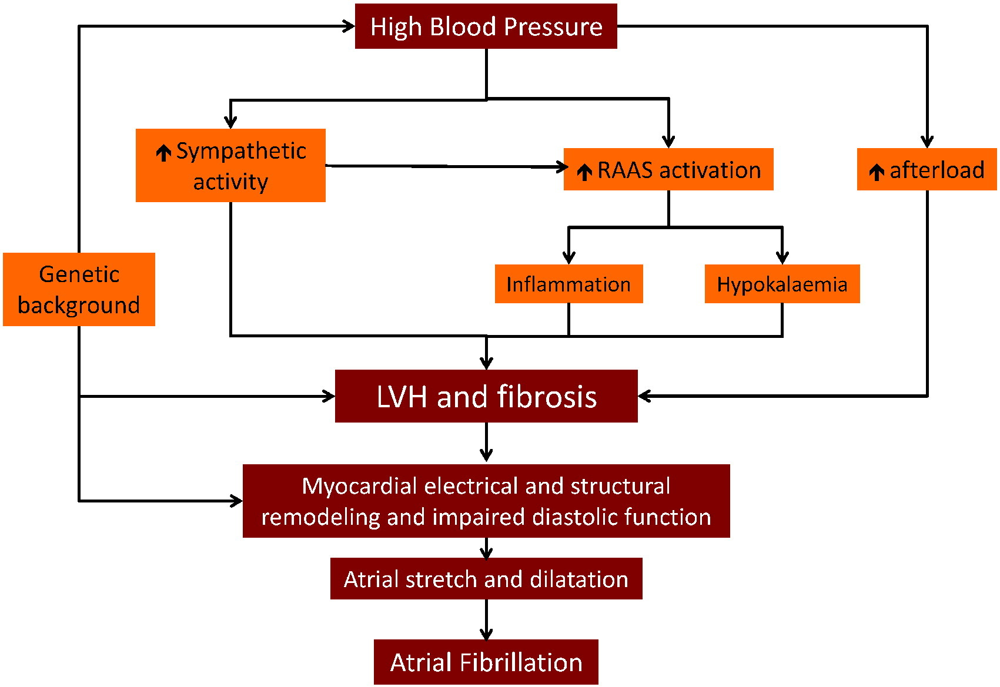 High Blood Pressure
↑ Sympathetic
activity
↑ RAAS activation
↑ afterload
Genetic
background
Inflammation
Hypokalaemia
LVH and fibrosis
Myocardial electrical and structural
remodeling and impaired diastolic function
Atrial stretch and dilatation
Atrial Fibrillation